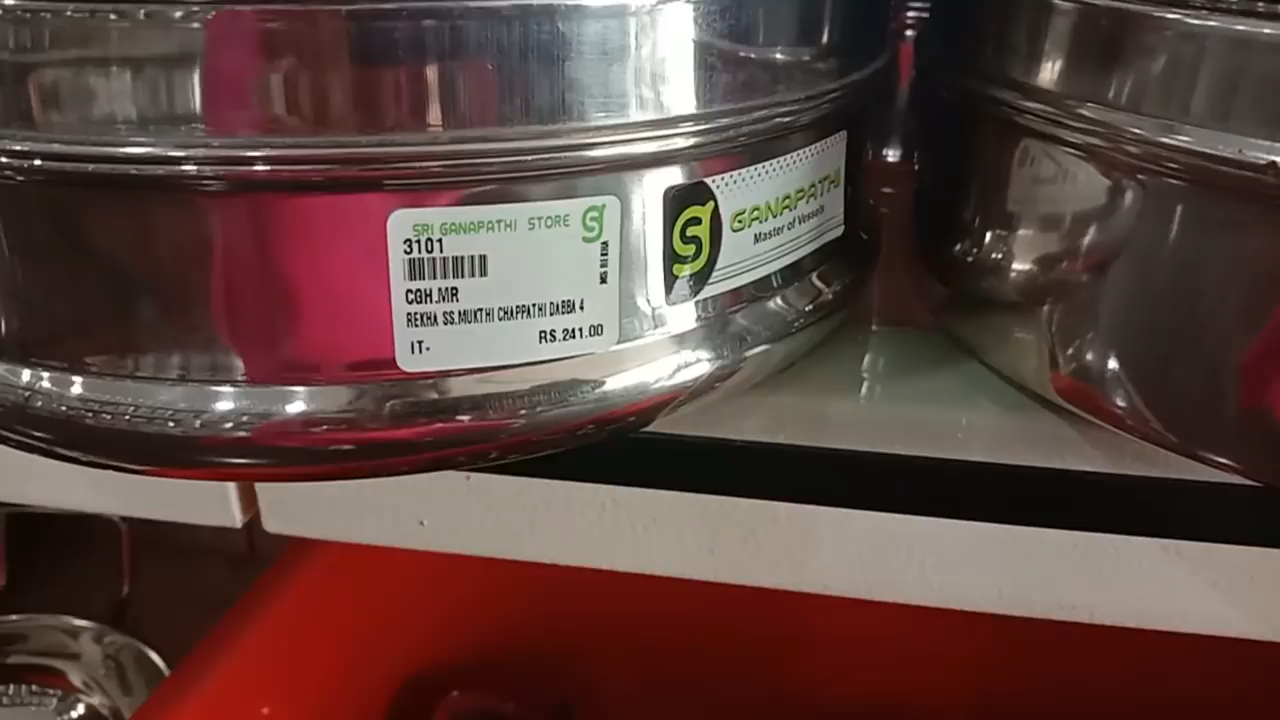 SRI GANAPATHI STORE
3101
CGH.MR
REKHA SS.MUKTHI CHAPPATHI DABBA 4
IT-
RS.241.00
GANAPATHI
Master of Vessels